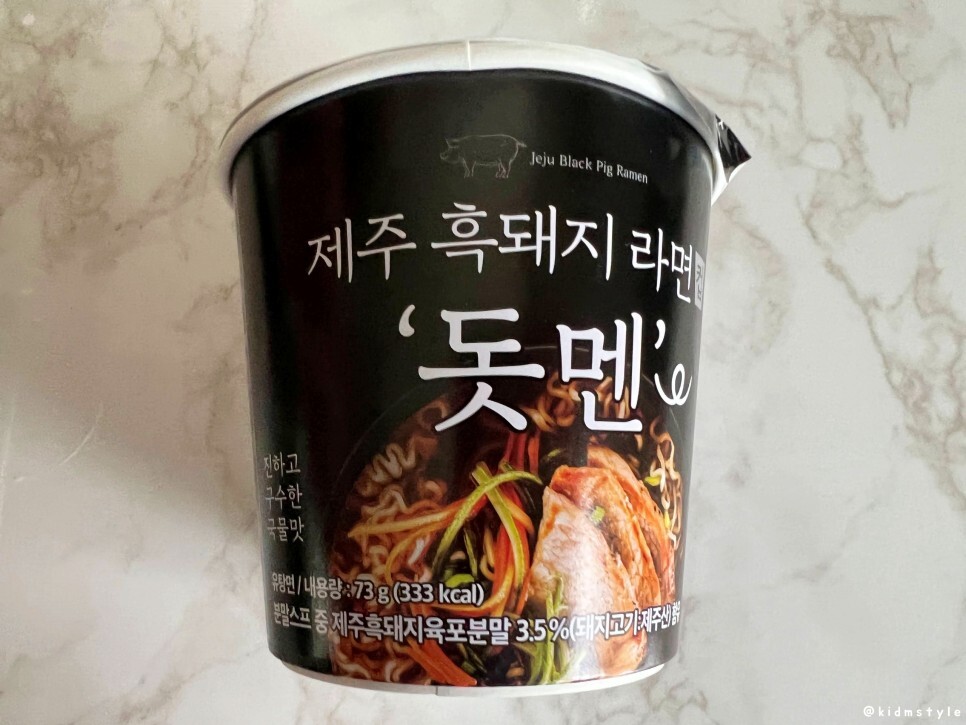 Jeju Black Pig Ramen
제주 흑돼지 라면
‘돗멘’
진하고
구수한
국물맛
유탕면 / 내용량 : 73 g (333 kcal)
분말스프 중 제주흑돼지육포분말 3.5%(돼지고기:제주산)
@kidmstyle